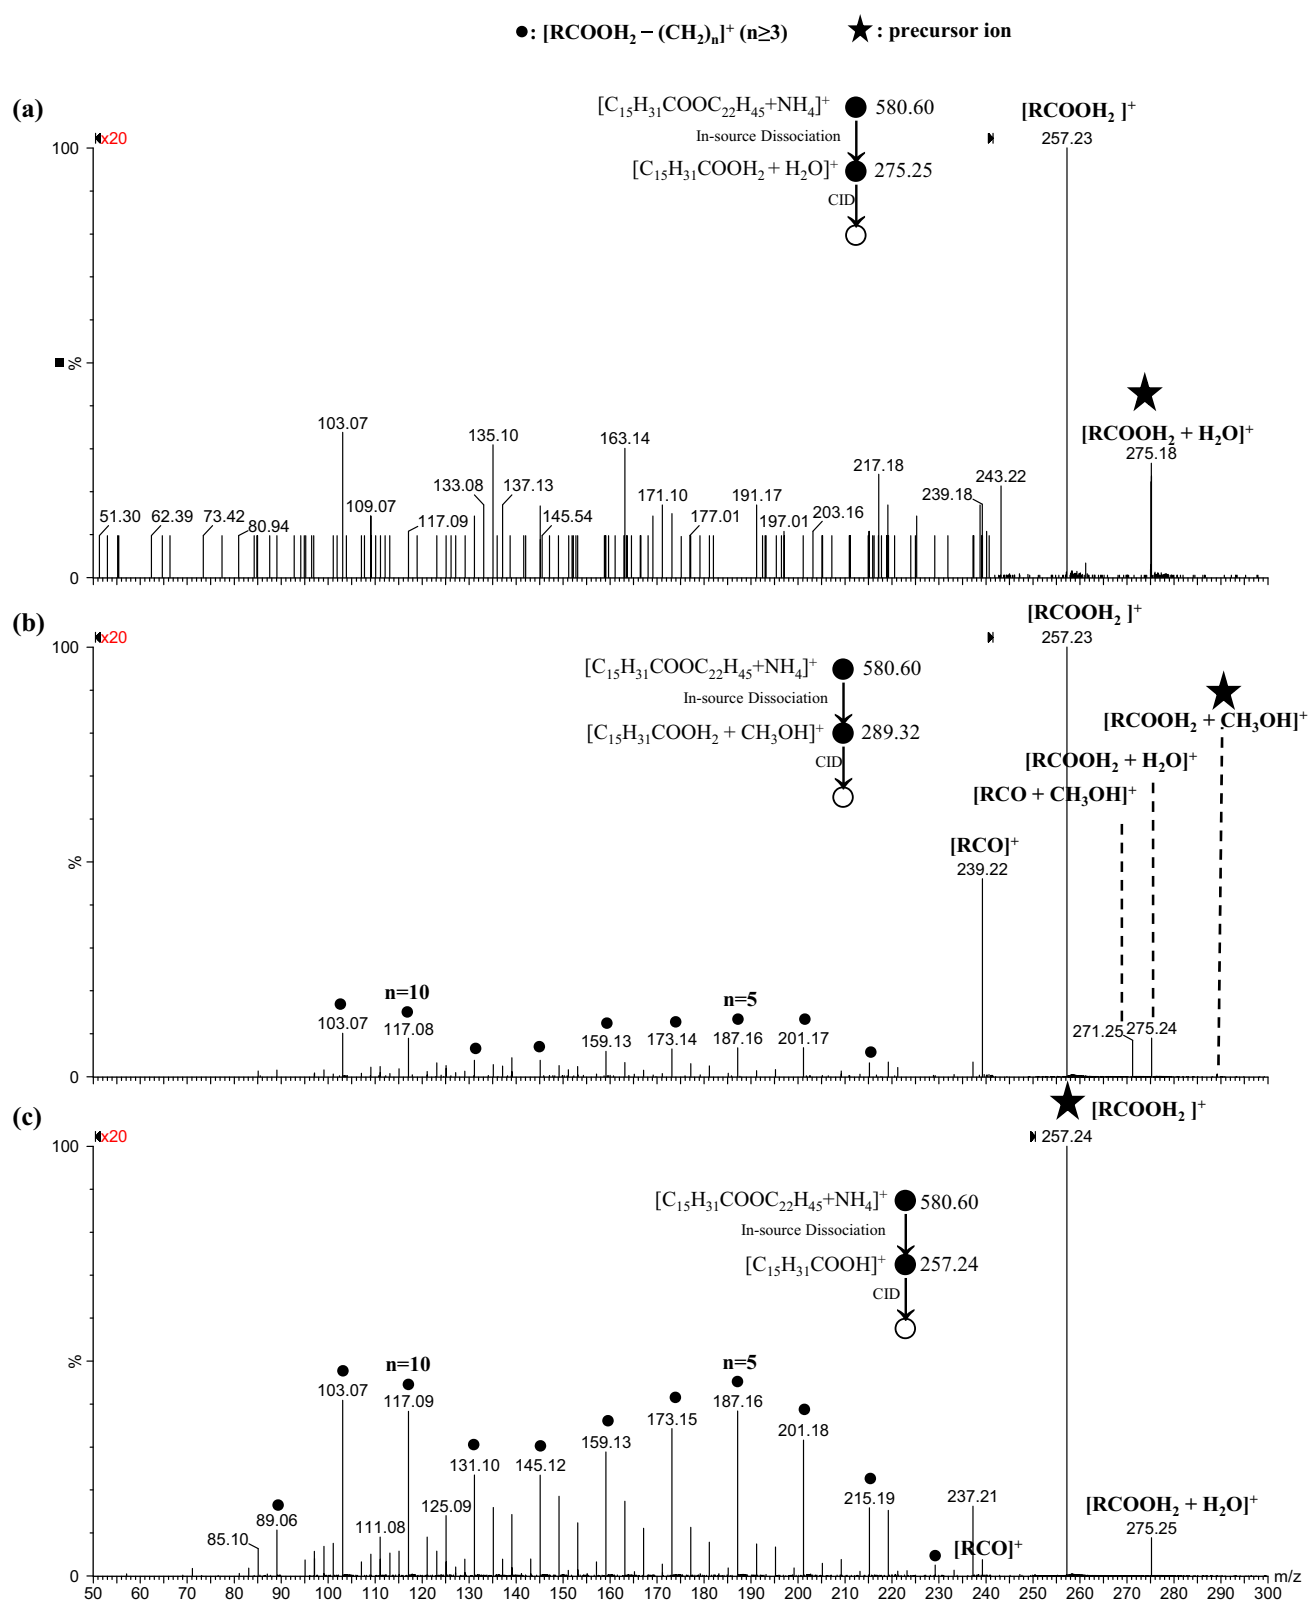 ●: [RCOOH₂ – (CH₂)ₙ]⁺ (n≥3) ★: precursor ion
(a)
x20
[C₁₅H₃₁COOC₂₂H₄₅+NH₄]⁺ 580.60
In-source Dissociation
[C₁₅H₃₁COOH₂ + H₂O]⁺ 275.25
CID
[RCOOH₂ ]⁺
257.23
[RCOOH₂ + H₂O]⁺
275.18
100
%
0
51.30 62.39 73.42 80.94 103.07 109.07 117.09 133.08 135.10 137.13 145.54 163.14 171.10 177.01 191.17 197.01 203.16 217.18 239.18 243.22
(b)
x20
[C₁₅H₃₁COOC₂₂H₄₅+NH₄]⁺ 580.60
In-source Dissociation
[C₁₅H₃₁COOH₂ + CH₃OH]⁺ 289.32
CID
[RCOOH₂ ]⁺
257.23
[RCOOH₂ + CH₃OH]⁺
[RCOOH₂ + H₂O]⁺
[RCO + CH₃OH]⁺
[RCO]⁺
239.22
100
%
0
n=10 n=5
103.07 117.08 159.13 173.14 187.16 201.17 271.25 275.24
(c)
x20
[RCOOH₂ ]⁺
257.24
[C₁₅H₃₁COOC₂₂H₄₅+NH₄]⁺ 580.60
In-source Dissociation
[C₁₅H₃₁COOH]⁺ 257.24
CID
100
%
0
n=10 n=5
85.10 89.06 103.07 111.08 117.09 125.09 131.10 145.12 159.13 173.15 187.16 201.18 215.19 237.21
[RCO]⁺
[RCOOH₂ + H₂O]⁺
275.25
50 60 70 80 90 100 110 120 130 140 150 160 170 180 190 200 210 220 230 240 250 260 270 280 290 300 m/z